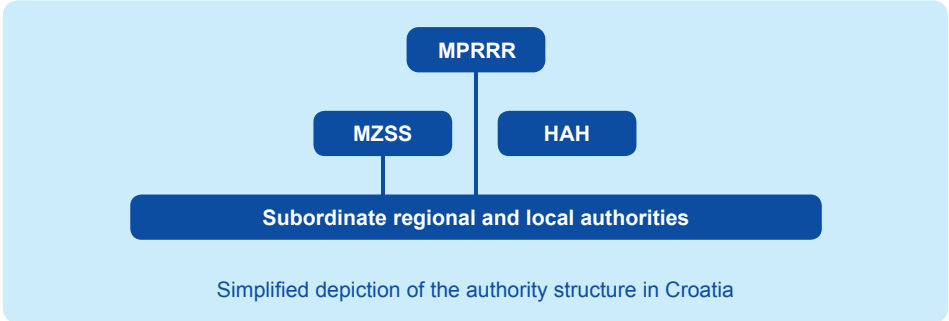 MPRRR
MZSS
HAH
Subordinate regional and local authorities
Simplified depiction of the authority structure in Croatia